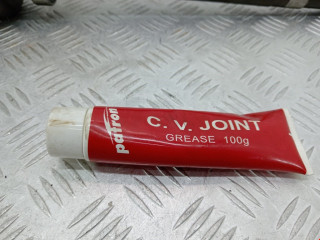 patron
C. V. JOINT
GREASE 100g